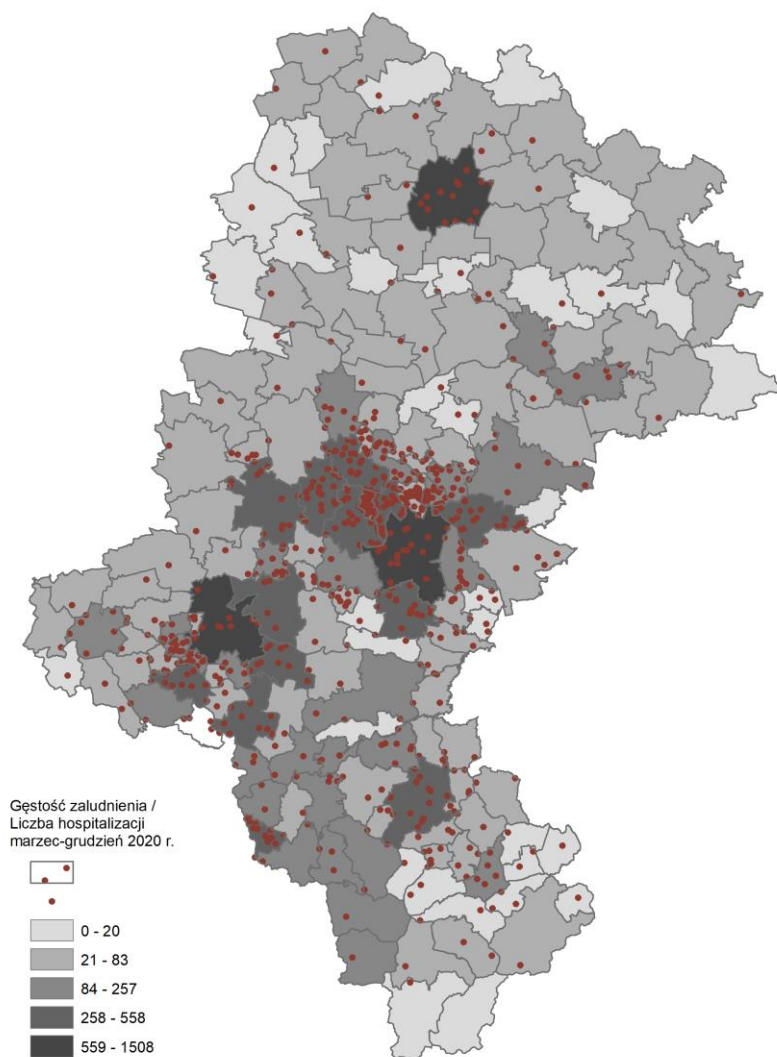 Gęstość zaludnienia /
Liczba hospitalizacji
marzec-grudzień 2020 r.
0 - 20
21 - 83
84 - 257
258 - 558
559 - 1508